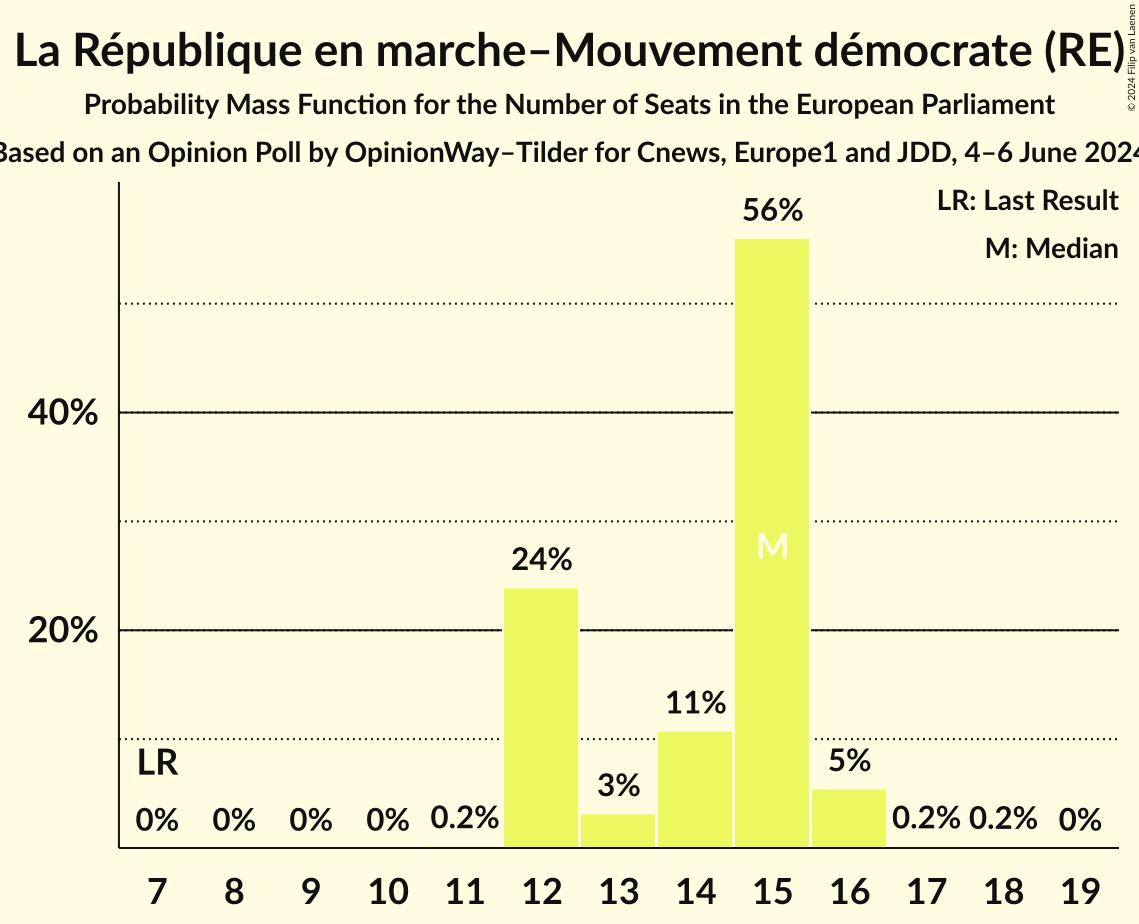 La République en marche–Mouvement démocrate (RE)
© 2024 Filip van Laenen
Probability Mass Function for the Number of Seats in the European Parliament
Based on an Opinion Poll by OpinionWay–Tilder for Cnews, Europe1 and JDD, 4–6 June 2024
LR: Last Result
M: Median
56%
40%
M
24%
20%
11%
LR
3%
5%
0% 0% 0% 0% 0.2% 0.2% 0.2% 0%
7 8 9 10 11 12 13 14 15 16 17 18 19